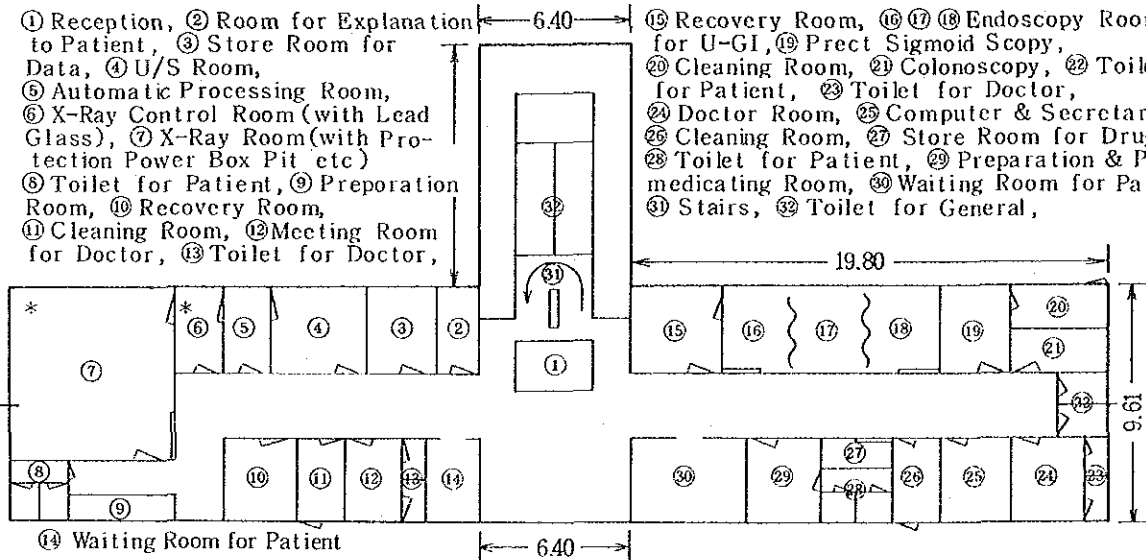 ① Reception, ② Room for Explanation
to Patient, ③ Store Room for
Data, ④ U/S Room,
⑤ Automatic Processing Room,
⑥ X-Ray Control Room (with Lead
Glass), ⑦ X-Ray Room (with Pro-
tection Power Box Pit etc)
⑧ Toilet for Patient, ⑨ Preporation
Room, ⑩ Recovery Room,
⑪ Cleaning Room, ⑫ Meeting Room
for Doctor, ⑬ Toilet for Doctor,
6.40
⑮ Recovery Room, ⑯ ⑰ ⑱ Endoscopy Roo
for U-GI, ⑲ Prect Sigmoid Scopy,
⑳ Cleaning Room, ㉑ Colonoscopy, ㉒ Toil
for Patient, ㉓ Toilet for Doctor,
㉔ Doctor Room, ㉕ Computer & Secretar
㉖ Cleaning Room, ㉗ Store Room for Dru
㉘ Toilet for Patient, ㉙ Preparation & P
medicating Room, ㉚ Waiting Room for Pa
㉛ Stairs, ㉜ Toilet for General,
㉜
㉛
19.80
* ⑦ * ⑥ ⑤ ④ ③ ② ① ⑮ ⑯ ⑰ ⑱ ⑲ ⑳
㉑
9.61
⑧ ⑨ ⑩ ⑪ ⑫ ⑬ ⑭ ㉚ ㉙ ㉗ ㉘ ㉖ ㉕ ㉔ ㉓
⑭ Waiting Room for Patient
6.40